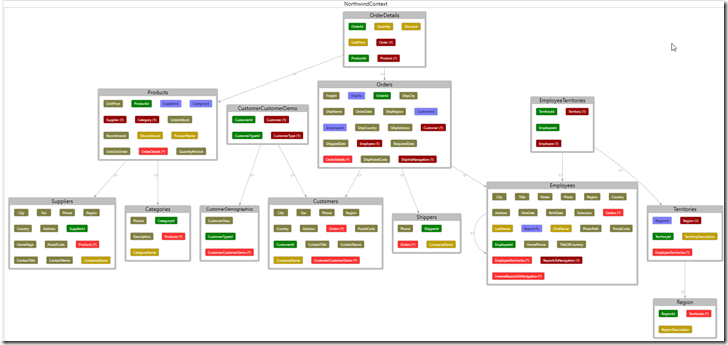 NorthwindContext
OrderDetails
OrderId Quantity Discount
UnitPrice Order (1)
ProductId Product (1)
Products
UnitPrice ProductId SupplierId CategoryId
Supplier (1) Category (1) UnitsInStock
ReorderLevel Discontinued ProductName
UnitsOnOrder OrderDetails (*) QuantityPerUnit
CustomerCustomerDemo
CustomerId Customer (1)
CustomerTypeId CustomerType (1)
Orders
Freight ShipVia OrderId ShipCity
ShipName OrderDate ShipRegion CustomerId
EmployeeId ShipCountry ShipAddress Customer (1)
ShippedDate Employee (1) RequiredDate
OrderDetails (*) ShipPostalCode ShipViaNavigation (1)
EmployeeTerritories
TerritoryId Territory (1)
EmployeeId
Employee (1)
Suppliers
City Fax Phone Region
Country Address SupplierId
HomePage PostalCode Products (*)
ContactTitle ContactName CompanyName
Categories
Picture CategoryId
Description Products (*)
CategoryName
CustomerDemographics
CustomerDesc
CustomerTypeId
CustomerCustomerDemo (*)
Customers
City Fax Phone Region
Country Address Orders (*) PostalCode
CustomerId ContactTitle ContactName
CompanyName CustomerCustomerDemo (*)
Shippers
Phone ShipperId
Orders (*) CompanyName
Employees
City Title Notes Photo Region Country
Address HireDate BirthDate Extension Orders (*)
LastName ReportsTo FirstName PhotoPath PostalCode
EmployeeId HomePhone TitleOfCourtesy
EmployeeTerritories (*) ReportsToNavigation (1)
InverseReportsToNavigation (*)
Territories
RegionId Region (1)
TerritoryId TerritoryDescription
EmployeeTerritories (*)
Region
RegionId Territories (*)
RegionDescription